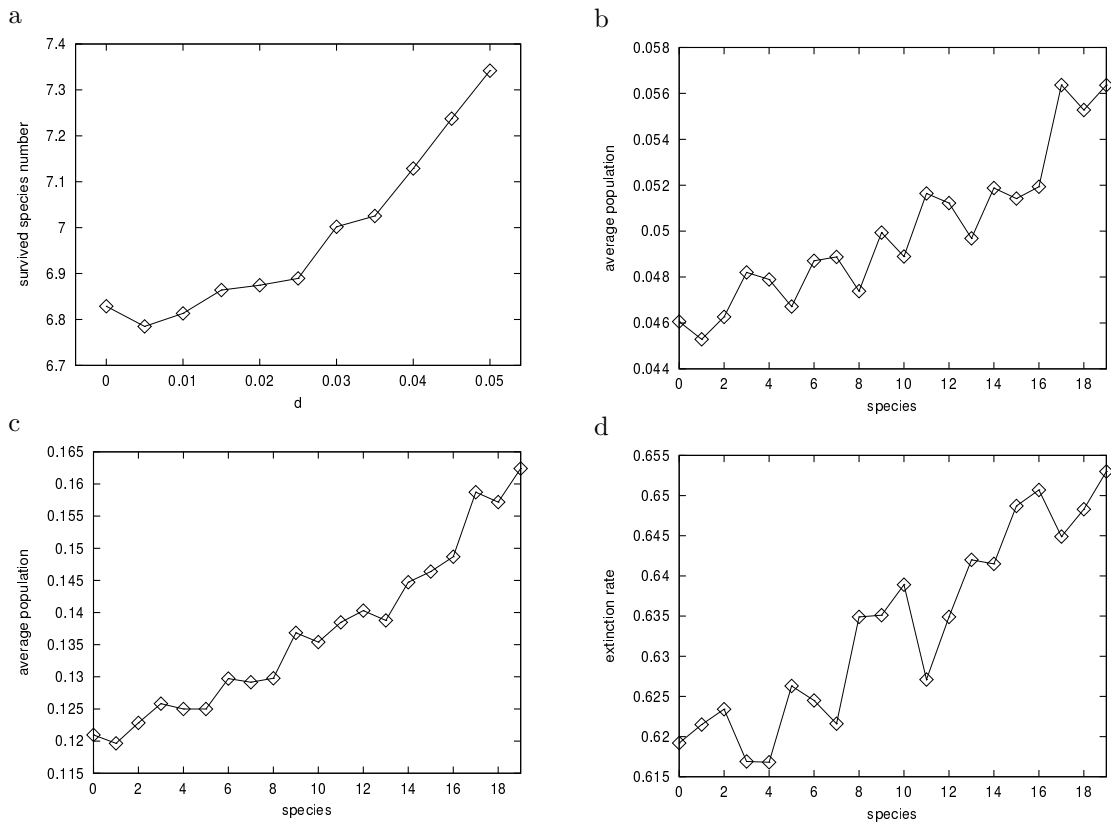 a
7.4
7.3
7.2
7.1
7
6.9
6.8
6.7
survived species number
0 0.01 0.02 0.03 0.04 0.05
d
b
0.058
0.056
0.054
0.052
0.05
0.048
0.046
0.044
average population
0 2 4 6 8 10 12 14 16 18
species
c
0.165
0.16
0.155
0.15
0.145
0.14
0.135
0.13
0.125
0.12
0.115
average population
0 2 4 6 8 10 12 14 16 18
species
d
0.655
0.65
0.645
0.64
0.635
0.63
0.625
0.62
0.615
extinction rate
0 2 4 6 8 10 12 14 16 18
species